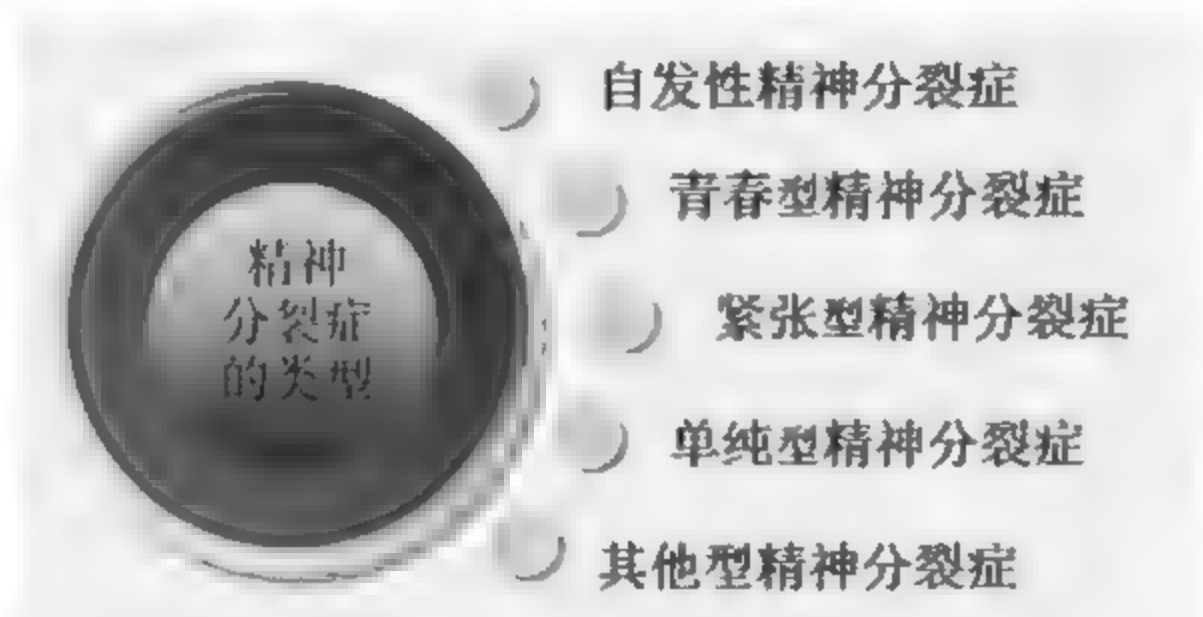 精神
分裂症
的类型
自发性精神分裂症
青春型精神分裂症
紧张型精神分裂症
单纯型精神分裂症
其他型精神分裂症